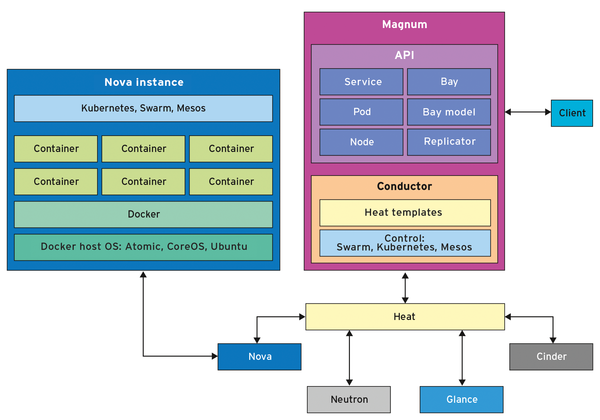 Magnum
API
Service
Bay
Pod
Bay model
Node
Replicator
Client
Conductor
Heat templates
Control:
Swarm, Kubernetes, Mesos
Nova instance
Kubernetes, Swarm, Mesos
Container
Container
Container
Container
Container
Container
Docker
Docker host OS: Atomic, CoreOS, Ubuntu
Heat
Nova
Cinder
Neutron
Glance